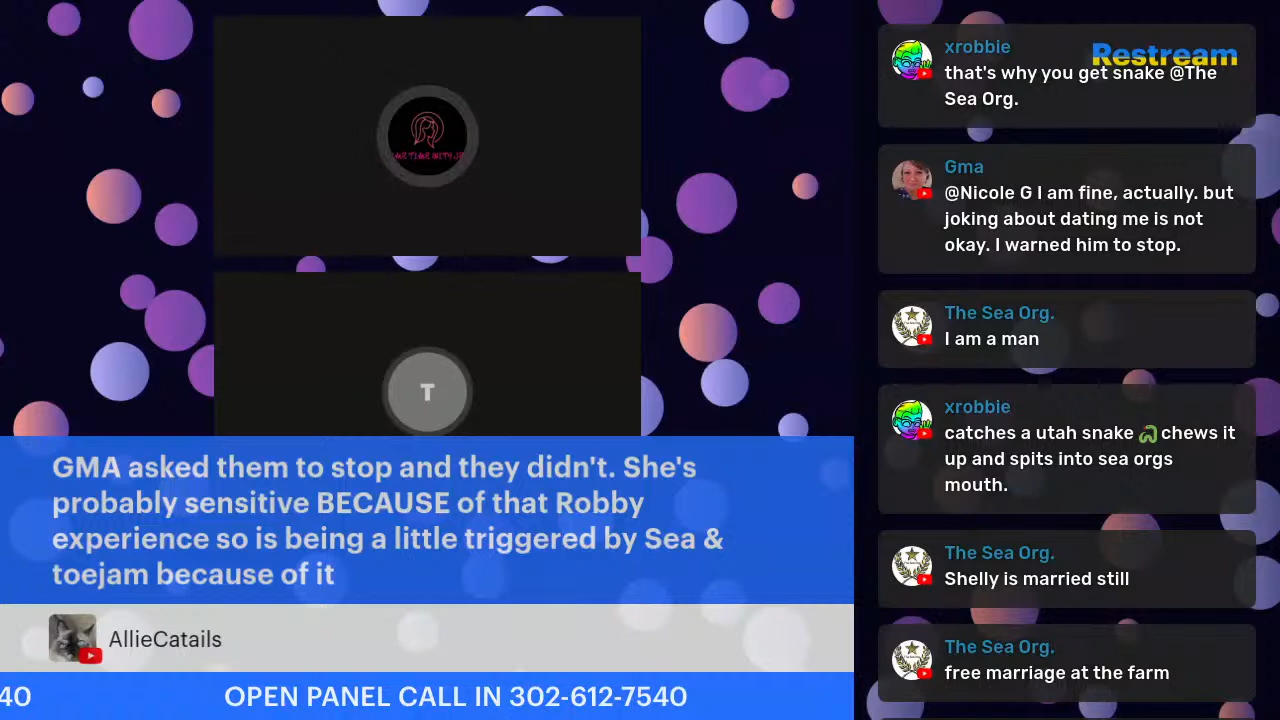 T
GMA asked them to stop and they didn't. She's
probably sensitive BECAUSE of that Robby
experience so is being a little triggered by Sea &
toejam because of it
AllieCatails
40
OPEN PANEL CALL IN 302-612-7540
Restream
xrobbie
that's why you get snake @The
Sea Org.
Gma
@Nicole G I am fine, actually. but
joking about dating me is not
okay. I warned him to stop.
The Sea Org.
I am a man
xrobbie
catches a utah snake 🐍 chews it
up and spits into sea orgs
mouth.
The Sea Org.
Shelly is married still
The Sea Org.
free marriage at the farm